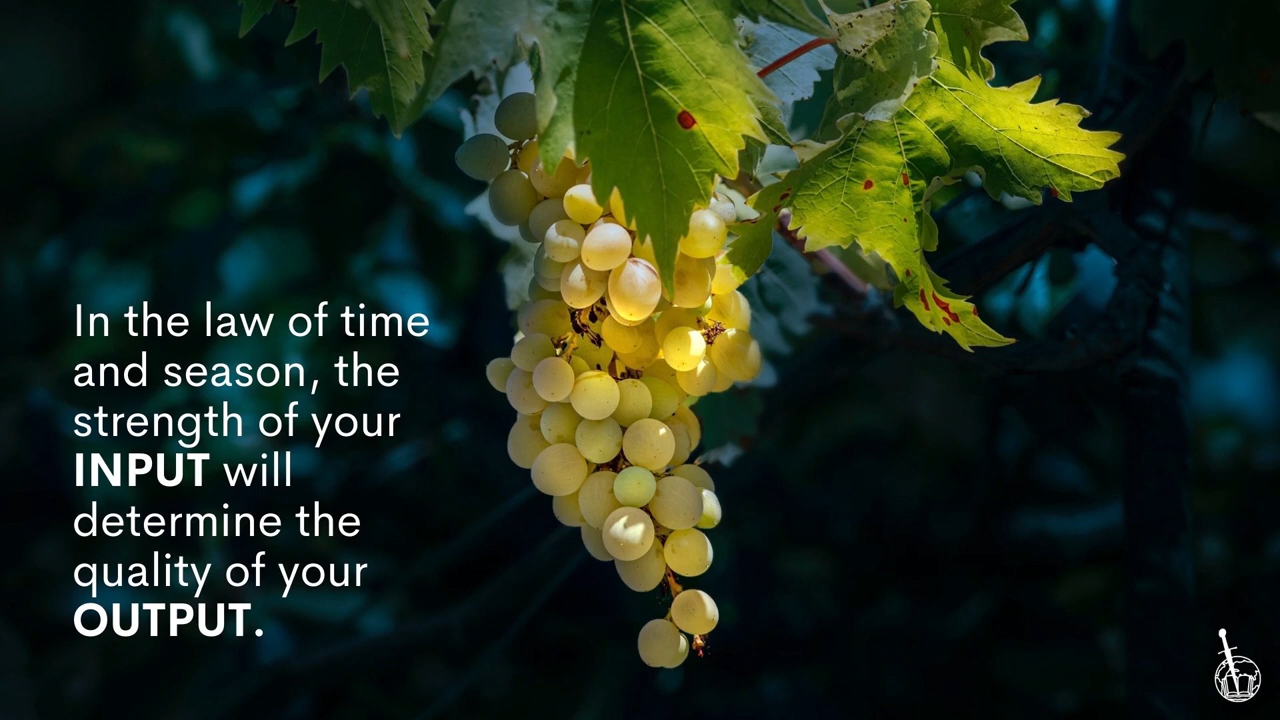 In the law of time
and season, the
strength of your
INPUT will
determine the
quality of your
OUTPUT.